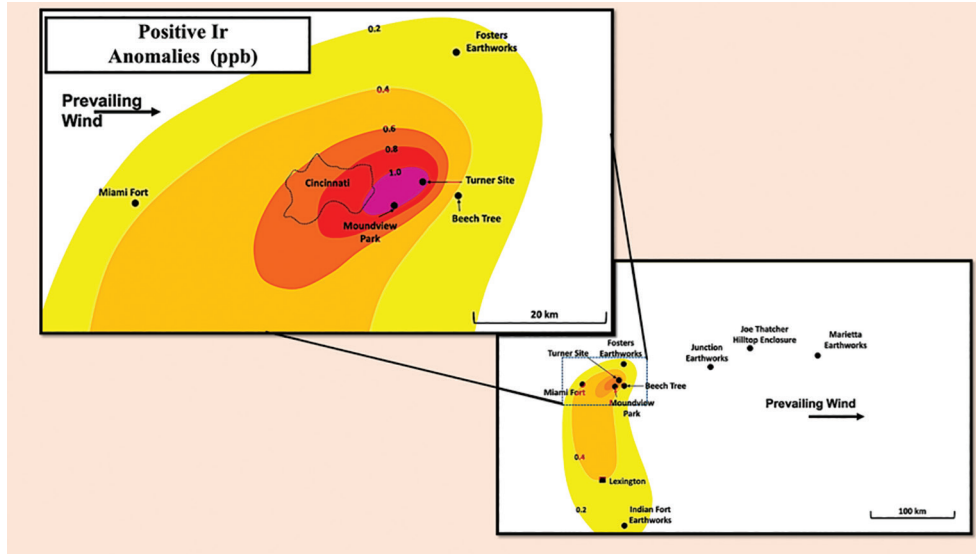 Positive Ir
Anomalies (ppb)
Prevailing
Wind
0.2
Fosters
Earthworks
0.4
0.6
0.8
1.0
Cincinnati
Turner Site
Miami Fort
Beech Tree
Moundview
Park
20 km
Joe Thatcher
Hilltop Enclosure
Marietta
Earthworks
Junction
Earthworks
Fosters
Earthworks
Turner Site
Miami Fort
Beech Tree
Moundview
Park
Prevailing Wind
0.4
Lexington
0.2
Indian Fort
Earthworks
100 km